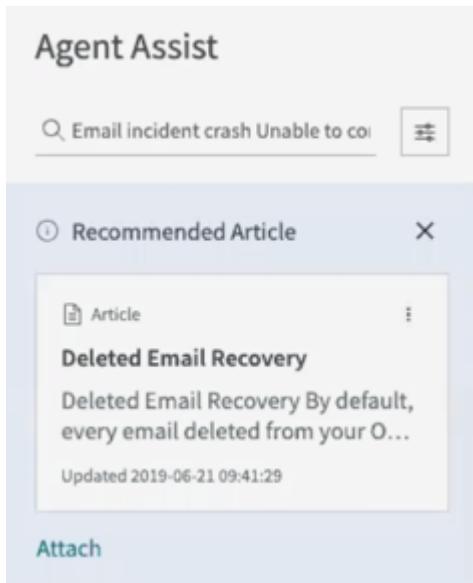 Agent Assist
Email incident crash Unable to co
Recommended Article
Article
Deleted Email Recovery
Deleted Email Recovery By default,
every email deleted from your O...
Updated 2019-06-21 09:41:29
Attach